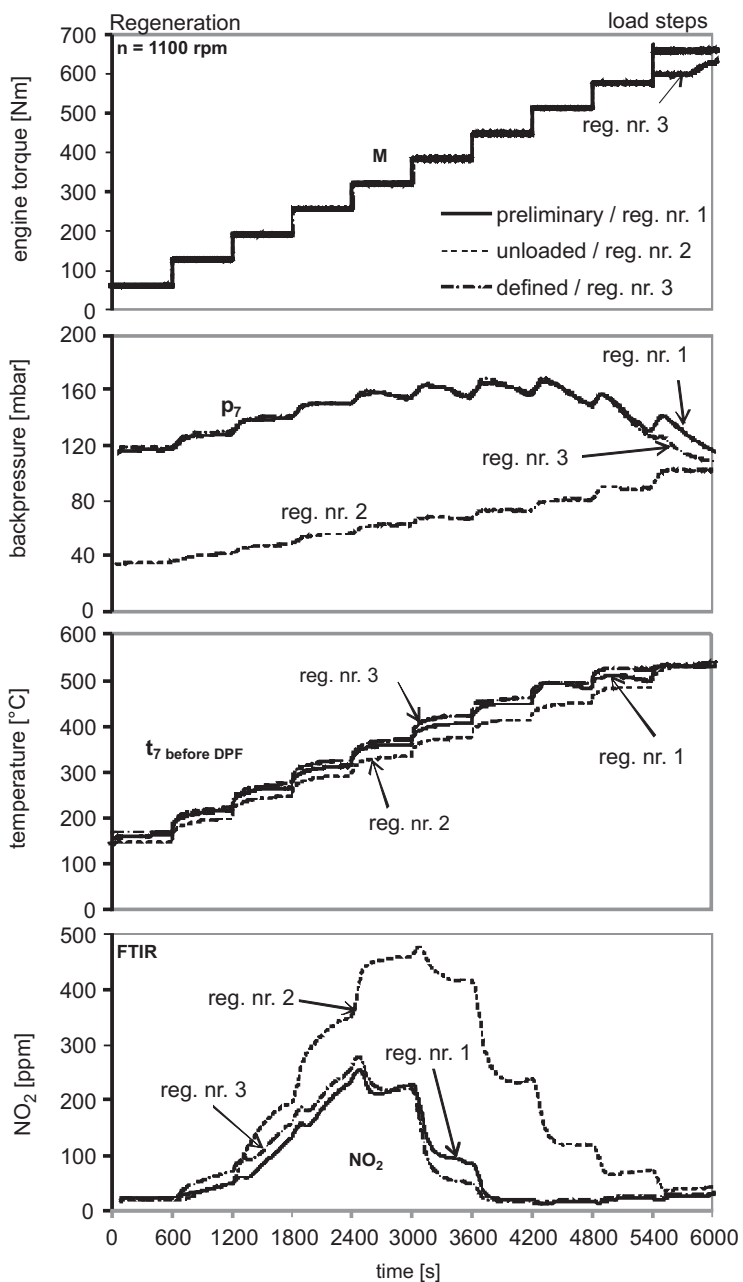 Regeneration load steps
n = 1100 rpm
engine torque [Nm]
700
600
500
400
300
200
100
0
reg. nr. 3
M
preliminary / reg. nr. 1
unloaded / reg. nr. 2
defined / reg. nr. 3
backpressure [mbar]
200
160
120
80
40
0
reg. nr. 1
p7
reg. nr. 3
reg. nr. 2
temperature [°C]
600
500
400
300
200
100
0
reg. nr. 3
t7 before DPF
reg. nr. 1
reg. nr. 2
NO2 [ppm]
500
400
300
200
100
0
FTIR
reg. nr. 2
reg. nr. 1
reg. nr. 3
NO2
0 600 1200 1800 2400 3000 3600 4200 4800 5400 6000
time [s]